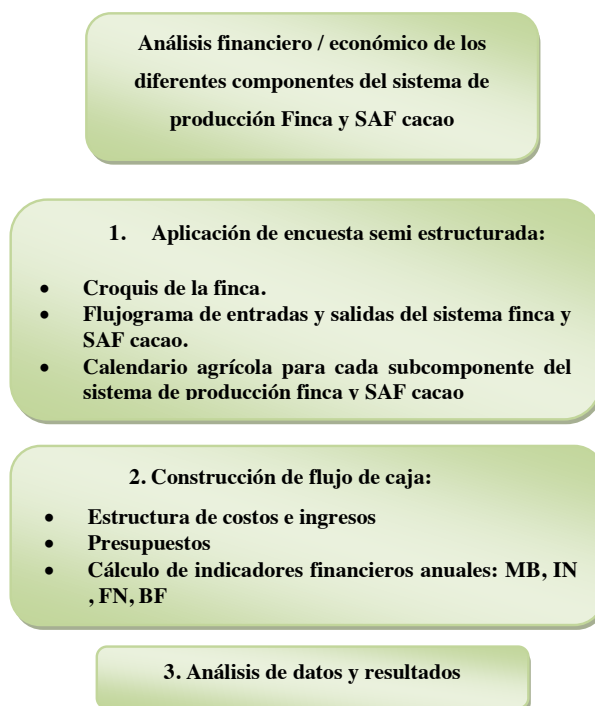 Análisis financiero / económico de los
diferentes componentes del sistema de
producción Finca y SAF cacao
1. Aplicación de encuesta semi estructurada:
• Croquis de la finca.
• Flujograma de entradas y salidas del sistema finca y
SAF cacao.
• Calendario agrícola para cada subcomponente del
sistema de producción finca y SAF cacao
2. Construcción de flujo de caja:
• Estructura de costos e ingresos
• Presupuestos
• Cálculo de indicadores financieros anuales: MB, IN
, FN, BF
3. Análisis de datos y resultados